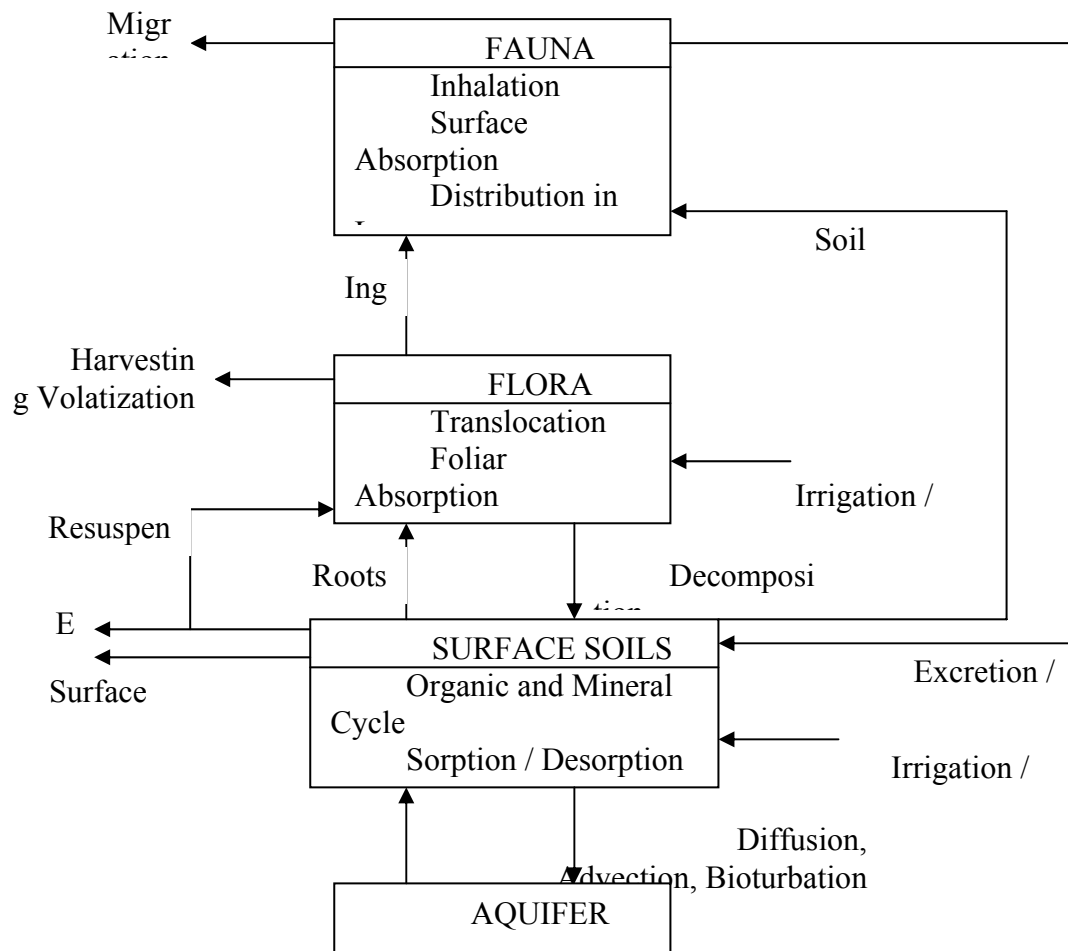 Migr
FAUNA
Inhalation
Surface
Absorption
Distribution in
Soil
Ing
Harvestin
g Volatization
FLORA
Translocation
Foliar
Absorption
Irrigation /
Resuspen
Roots
Decomposi
E
SURFACE SOILS
Surface
Excretion /
Organic and Mineral
Cycle
Sorption / Desorption
Irrigation /
Diffusion,
Advection, Bioturbation
AQUIFER